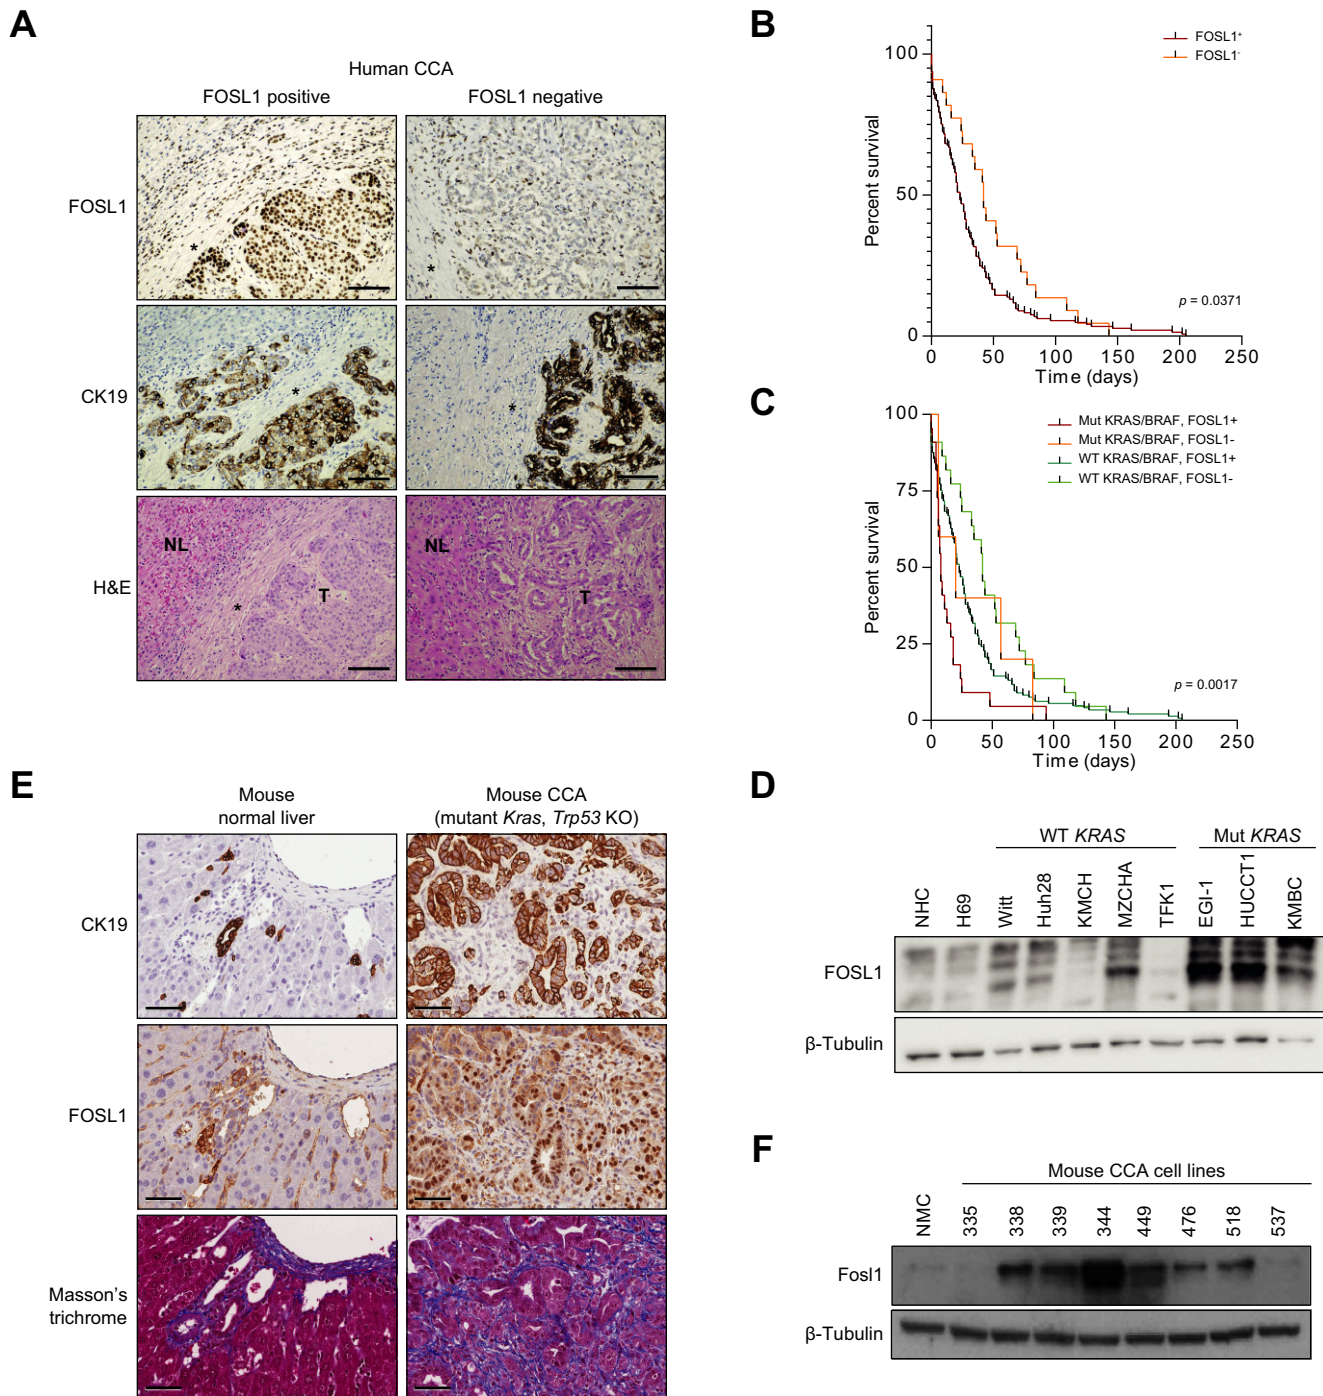 A
Human CCA
FOSL1 positive
FOSL1 negative
FOSL1
*
*
CK19
*
*
H&E
NL
T
*
NL
T
B
FOSL1⁺
FOSL1⁻
Percent survival
100
50
0
p = 0.0371
0 50 100 150 200 250
Time (days)
C
Mut KRAS/BRAF, FOSL1+
Mut KRAS/BRAF, FOSL1-
WT KRAS/BRAF, FOSL1+
WT KRAS/BRAF, FOSL1-
Percent survival
100
75
50
25
0
p = 0.0017
0 50 100 150 200 250
Time (days)
D
WT KRAS
Mut KRAS
NHC
H69
Witt
Huh28
KMCH
MZCHA
TFK1
EGI-1
HUCCT1
KMBC
FOSL1
β-Tubulin
E
Mouse
normal liver
Mouse CCA
(mutant Kras, Trp53 KO)
CK19
FOSL1
Masson's
trichrome
F
Mouse CCA cell lines
NMC
335
338
339
344
449
476
518
537
Fosl1
β-Tubulin